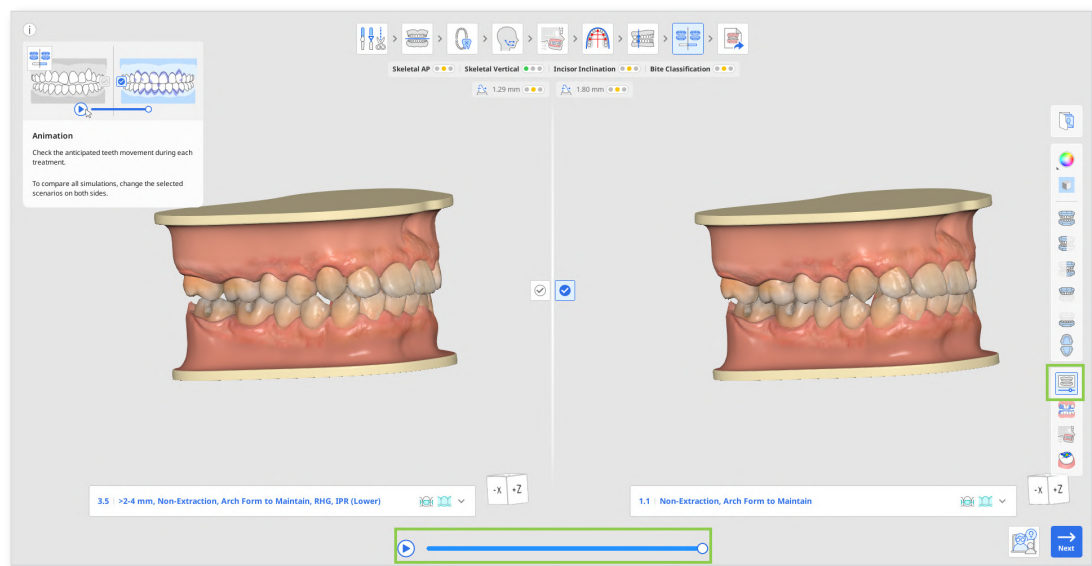 Skeletal AP Skeletal Vertical Incisor Inclination Bite Classification
1.29 mm 1.80 mm
Animation
Check the anticipated teeth movement during each
treatment.
To compare all simulations, change the selected
scenarios on both sides.
3.5 | >2-4 mm, Non-Extraction, Arch Form to Maintain, RHG, IPR (Lower)
-X +Z
1.1 | Non-Extraction, Arch Form to Maintain
-X +Z
Next